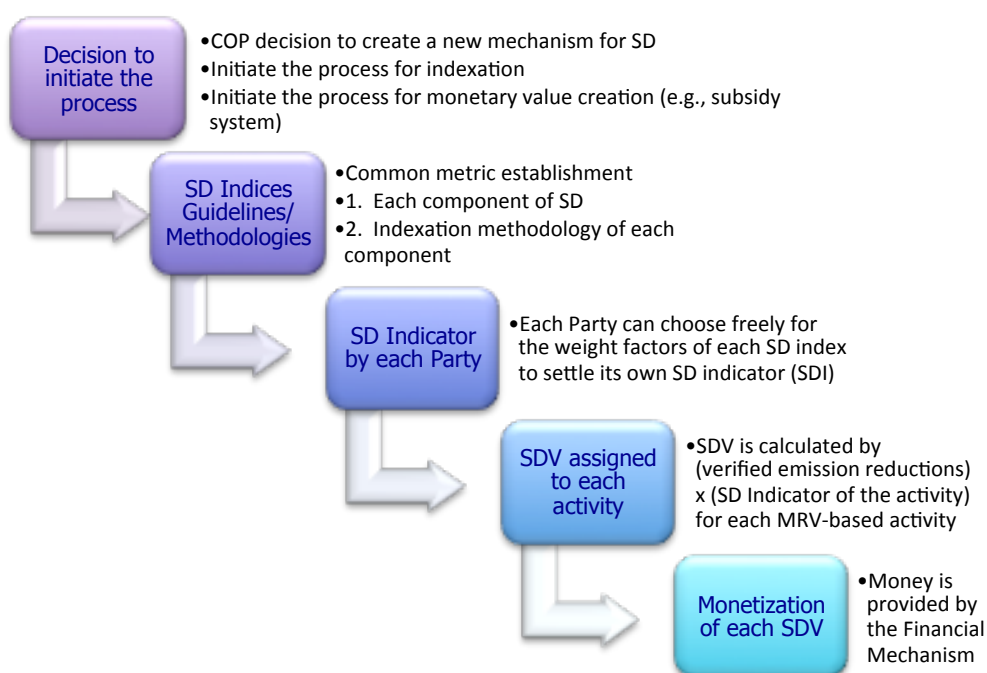 Decision to
initiate the
process
•COP decision to create a new mechanism for SD
•Initiate the process for indexation
•Initiate the process for monetary value creation (e.g., subsidy
system)
SD Indices
Guidelines/
Methodologies
•Common metric establishment
•1. Each component of SD
•2. Indexation methodology of each
component
SD Indicator
by each Party
•Each Party can choose freely for
the weight factors of each SD index
to settle its own SD indicator (SDI)
SDV assigned
to each
activity
•SDV is calculated by
(verified emission reductions)
x (SD Indicator of the activity)
for each MRV-based activity
Monetization
of each SDV
•Money is
provided by
the Financial
Mechanism